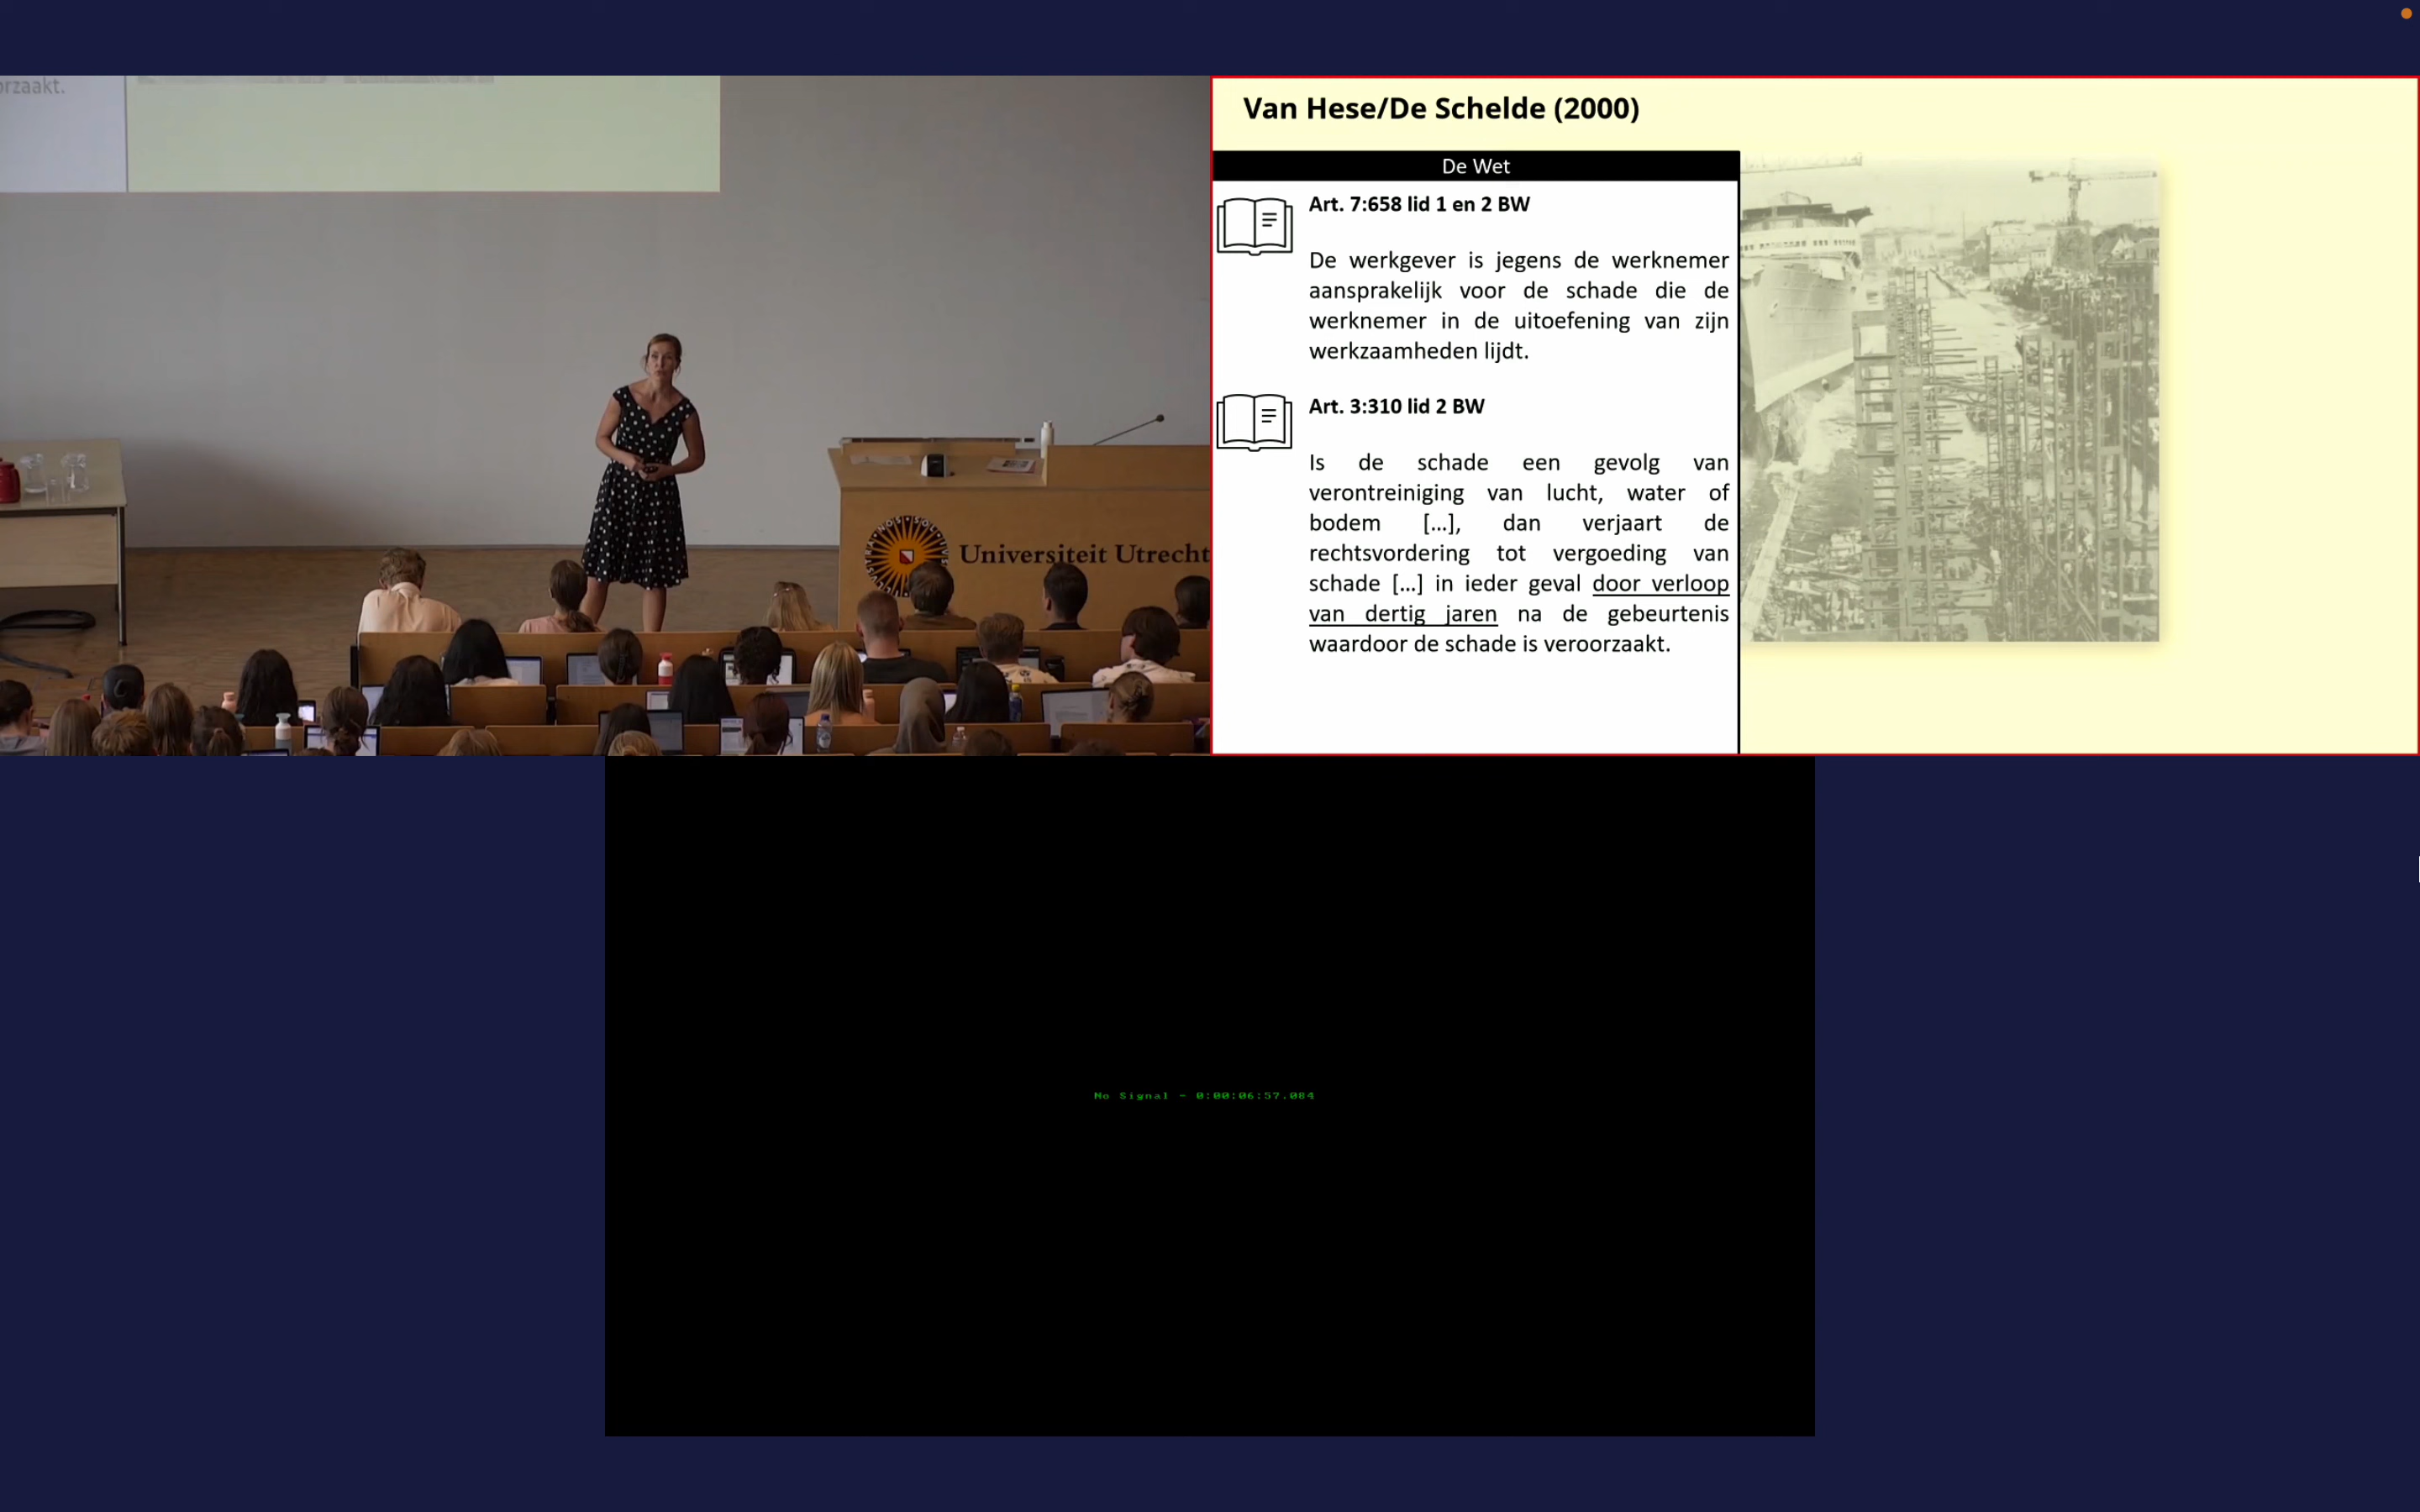 orzaakt.
Universiteit Utrecht
Van Hese/De Schelde (2000)
De Wet
Art. 7:658 lid 1 en 2 BW
De werkgever is jegens de werknemer
aansprakelijk voor de schade die de
werknemer in de uitoefening van zijn
werkzaamheden lijdt.
Art. 3:310 lid 2 BW
Is de schade een gevolg van
verontreiniging van lucht, water of
bodem [...], dan verjaart de
rechtsvordering tot vergoeding van
schade [...] in ieder geval door verloop
van dertig jaren na de gebeurtenis
waardoor de schade is veroorzaakt.
No Signal ~ 0:00:06:57.084